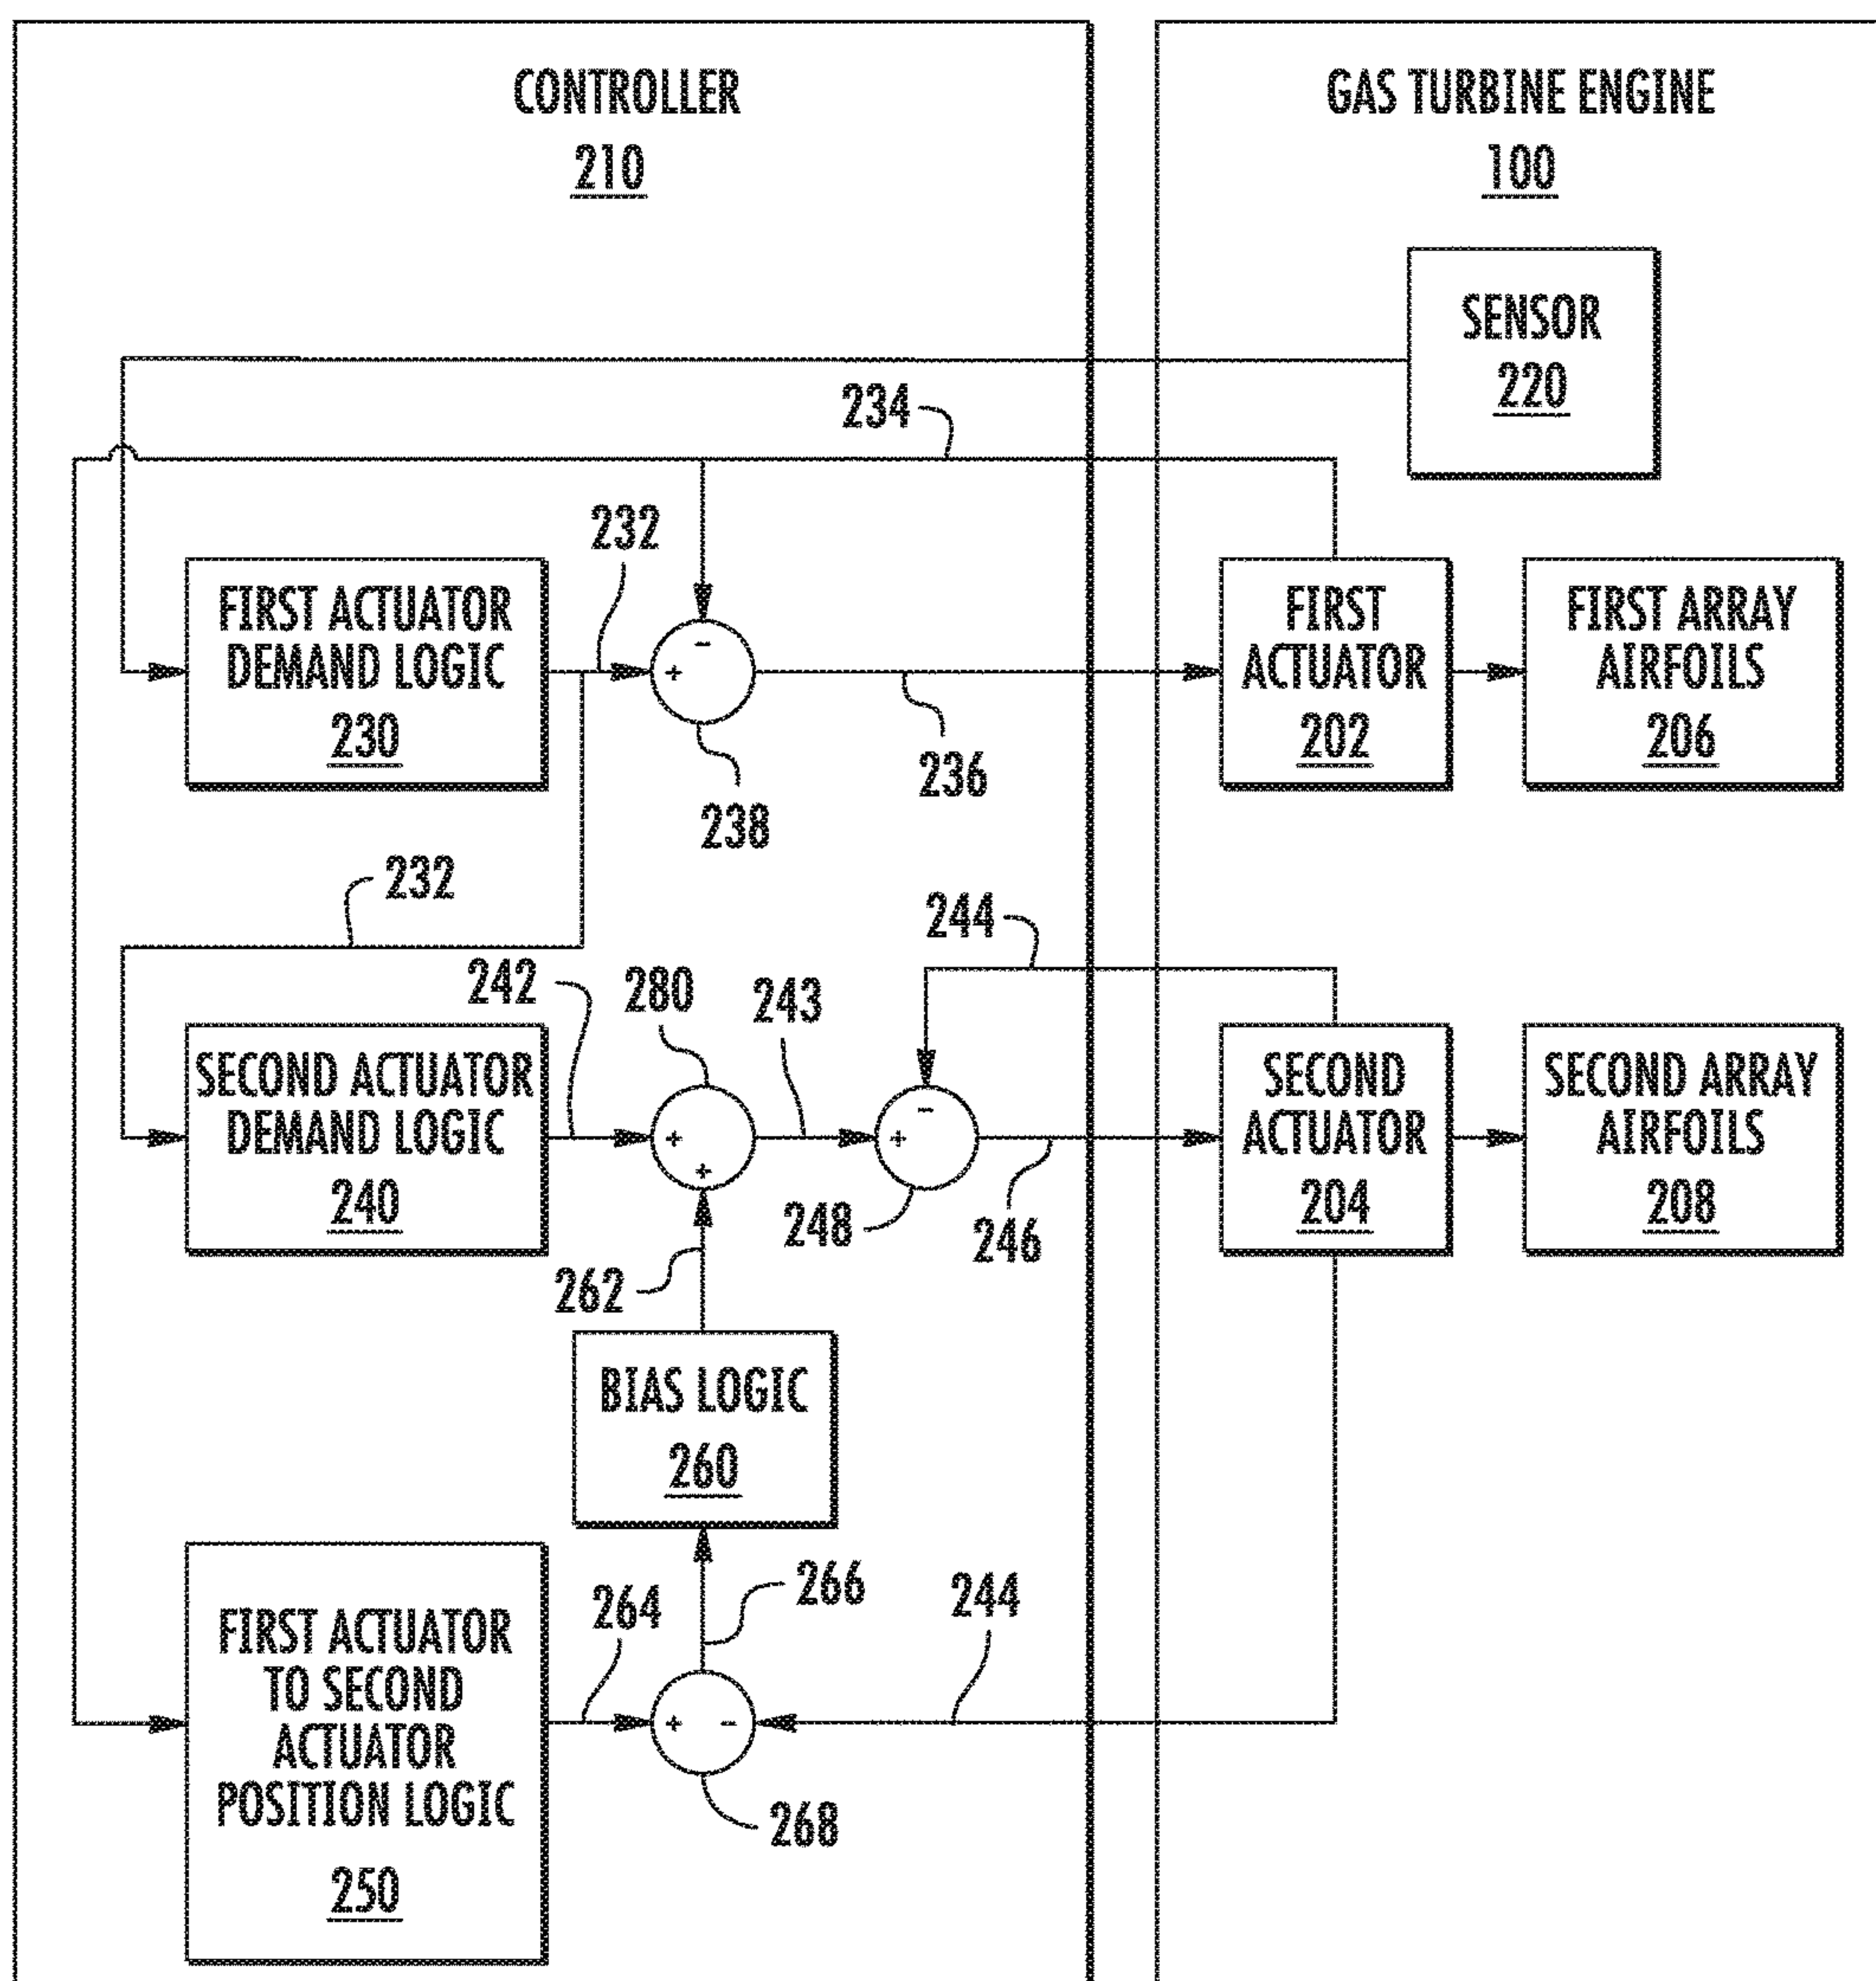 CONTROLLER
210
GAS TURBINE ENGINE
100
SENSOR
220
234
232
FIRST ACTUATOR
DEMAND LOGIC
230
-
+
238
236
FIRST
ACTUATOR
202
FIRST ARRAY
AIRFOILS
206
232
244
242
280
243
SECOND ACTUATOR
DEMAND LOGIC
240
+
+
-
+
248
246
SECOND
ACTUATOR
204
SECOND ARRAY
AIRFOILS
208
262
BIAS LOGIC
260
266
264
244
FIRST ACTUATOR
TO SECOND
ACTUATOR
POSITION LOGIC
250
+ -
268